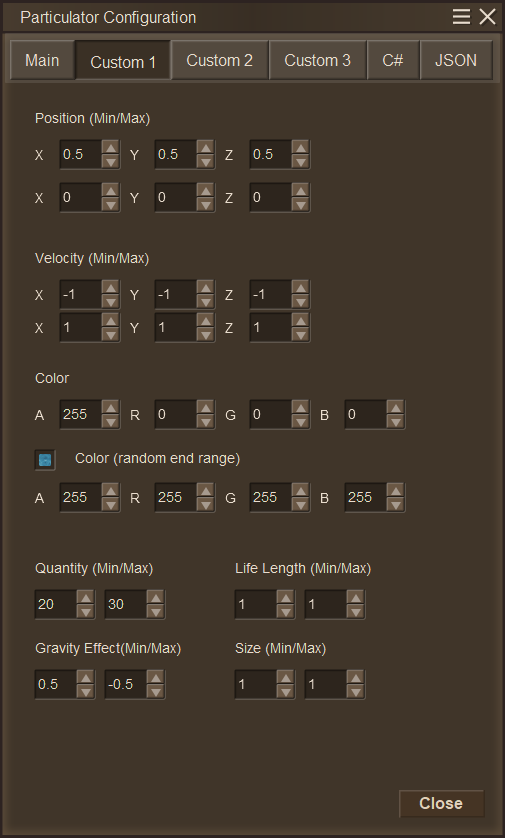 Particulator Configuration
Main Custom 1 Custom 2 Custom 3 C# JSON
Position (Min/Max)
X 0.5 Y 0.5 Z 0.5
X 0 Y 0 Z 0
Velocity (Min/Max)
X -1 Y -1 Z -1
X 1 Y 1 Z 1
Color
A 255 R 0 G 0 B 0
Color (random end range)
A 255 R 255 G 255 B 255
Quantity (Min/Max) Life Length (Min/Max)
20 30 1 1
Gravity Effect(Min/Max) Size (Min/Max)
0.5 -0.5 1 1
Close